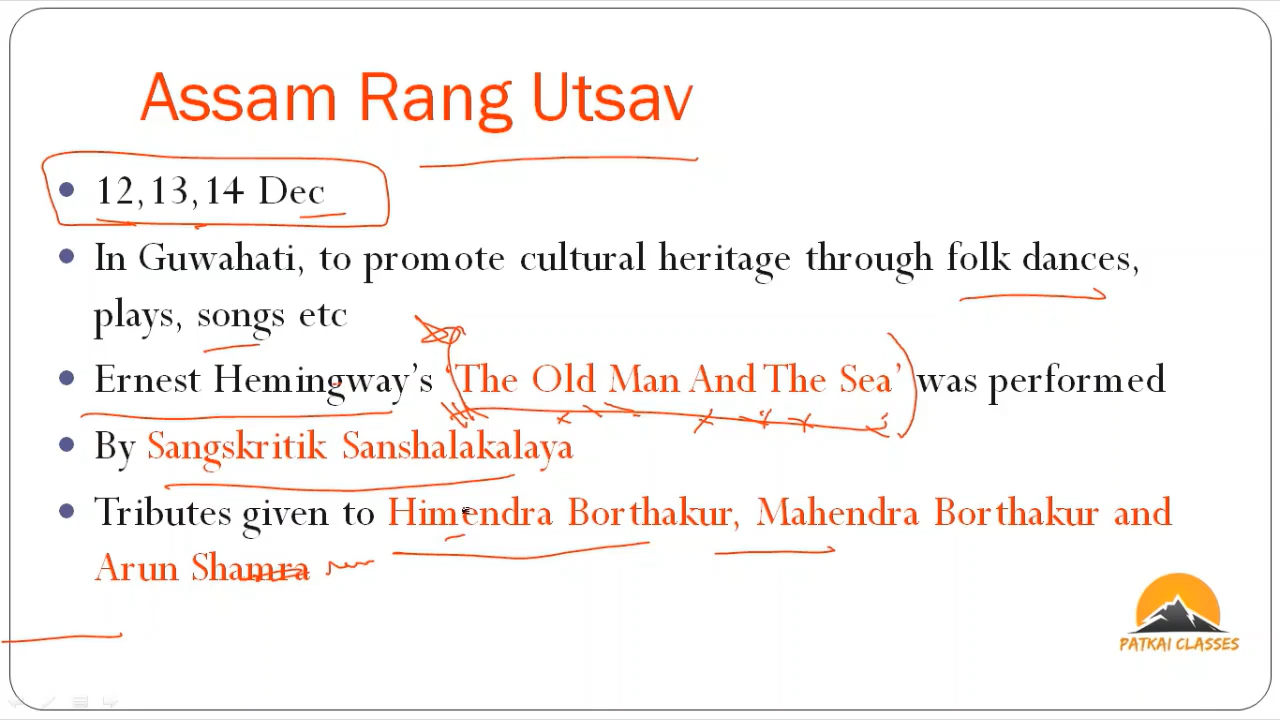 Assam Rang Utsav
12,13,14 Dec
In Guwahati, to promote cultural heritage through folk dances,
plays, songs etc
Ernest Hemingway's 'The Old Man And The Sea' was performed
By Sangskritik Sanshalakalaya
Tributes given to Himendra Borthakur, Mahendra Borthakur and
Arun Shamra
PATKAI CLASSES